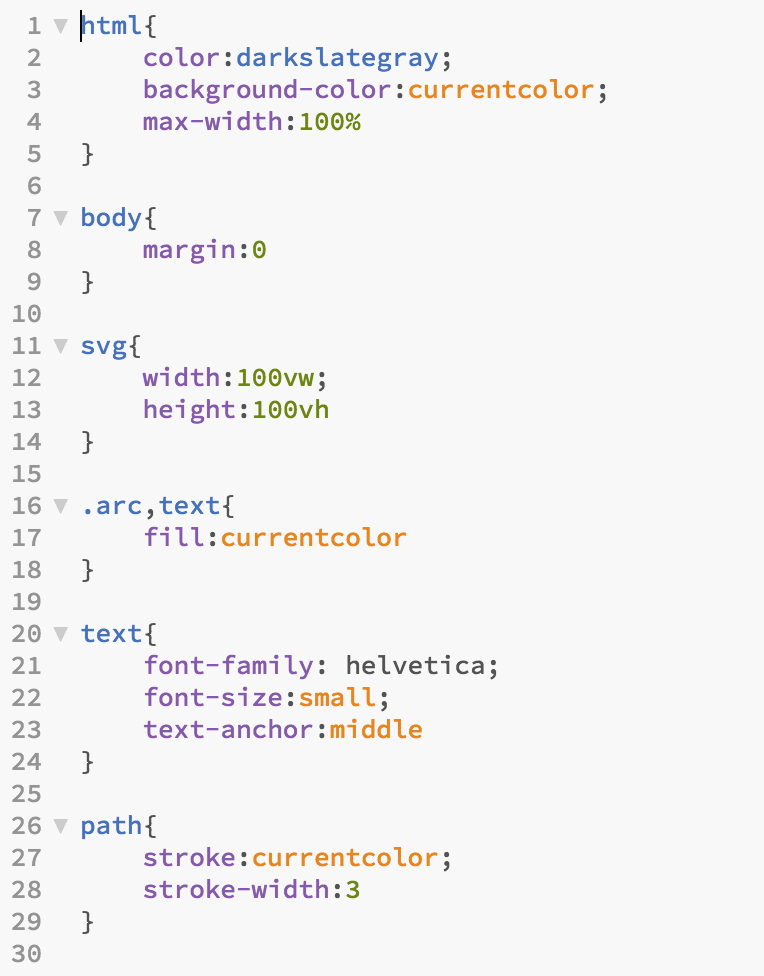 1 html{
2 color:darkslategray;
3 background-color:currentcolor;
4 max-width:100%
5 }
6
7 body{
8 margin:0
9 }
10
11 svg{
12 width:100vw;
13 height:100vh
14 }
15
16 .arc,text{
17 fill:currentcolor
18 }
19
20 text{
21 font-family: helvetica;
22 font-size:small;
23 text-anchor:middle
24 }
25
26 path{
27 stroke:currentcolor;
28 stroke-width:3
29 }
30